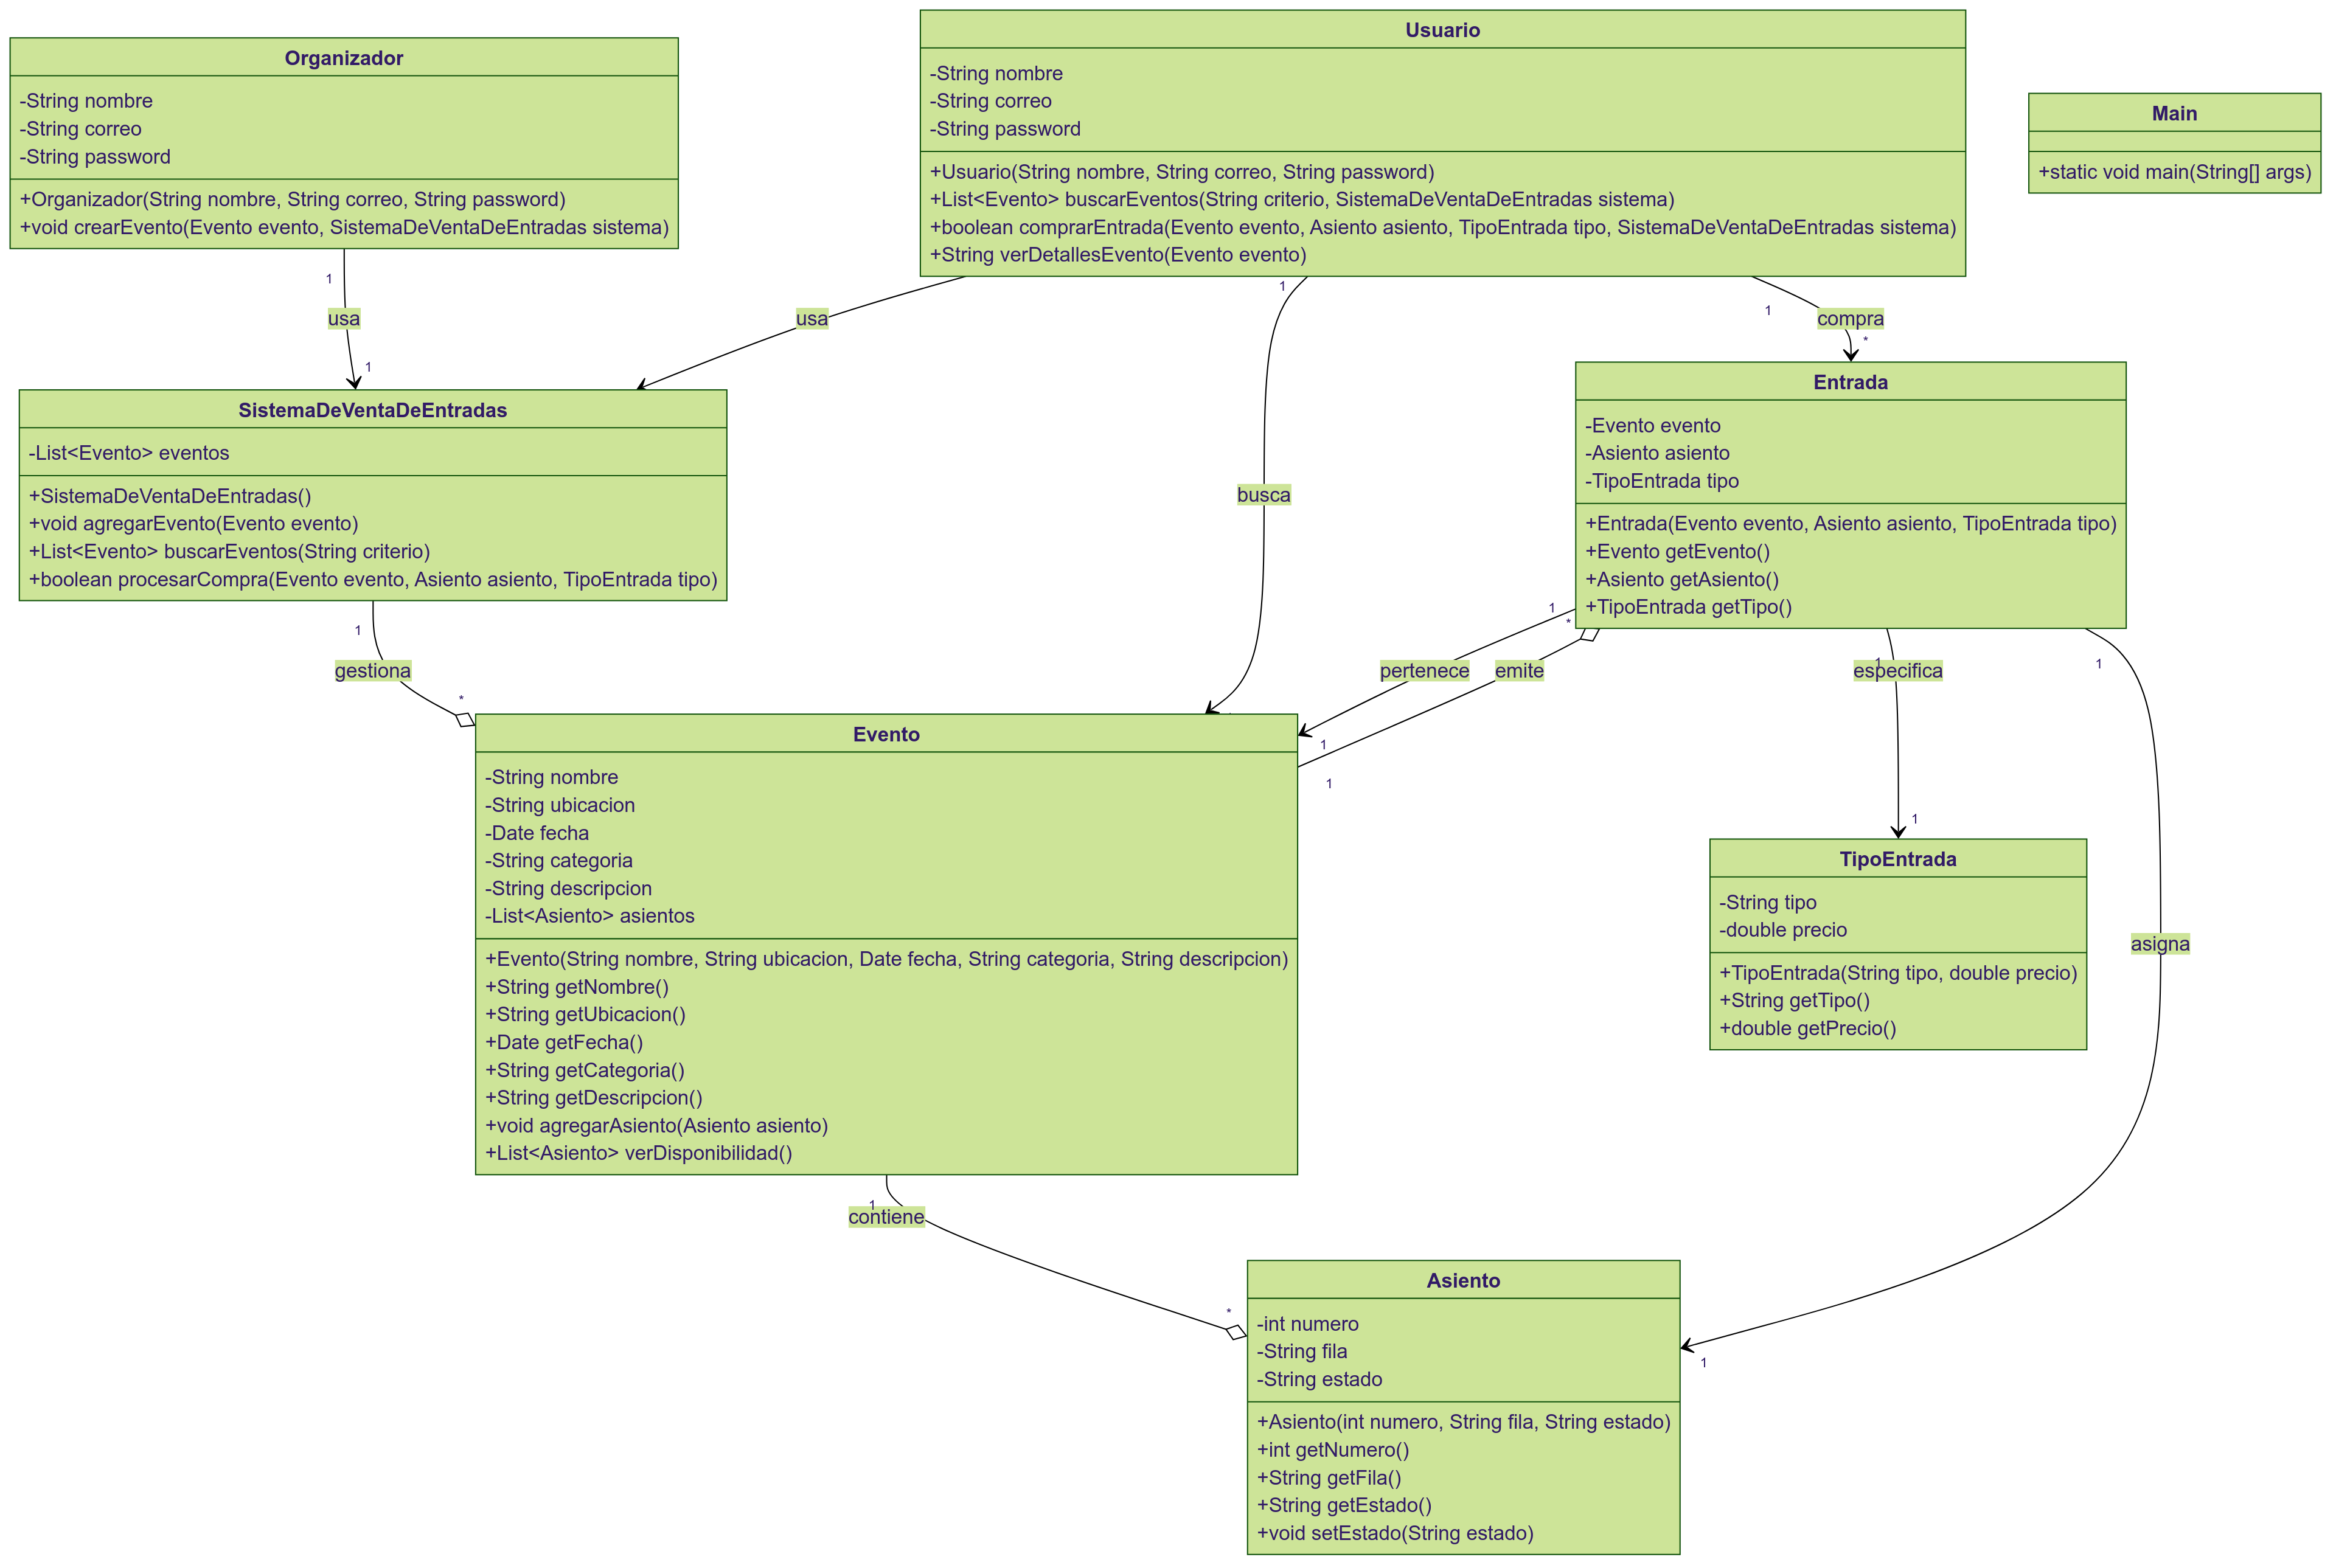 Organizador
-String nombre
-String correo
-String password
+Organizador(String nombre, String correo, String password)
+void crearEvento(Evento evento, SistemaDeVentaDeEntradas sistema)
Usuario
-String nombre
-String correo
-String password
+Usuario(String nombre, String correo, String password)
+List<Evento> buscarEventos(String criterio, SistemaDeVentaDeEntradas sistema)
+boolean comprarEntrada(Evento evento, Asiento asiento, TipoEntrada tipo, SistemaDeVentaDeEntradas sistema)
+String verDetallesEvento(Evento evento)
Main
+static void main(String[] args)
1
usa
1
usa
1
busca
1
compra
*
SistemaDeVentaDeEntradas
-List<Evento> eventos
+SistemaDeVentaDeEntradas()
+void agregarEvento(Evento evento)
+List<Evento> buscarEventos(String criterio)
+boolean procesarCompra(Evento evento, Asiento asiento, TipoEntrada tipo)
Entrada
-Evento evento
-Asiento asiento
-TipoEntrada tipo
+Entrada(Evento evento, Asiento asiento, TipoEntrada tipo)
+Evento getEvento()
+Asiento getAsiento()
+TipoEntrada getTipo()
1
gestiona
*
1
pertenece
1
*
emite
1
1
especifica
1
1
asigna
1
Evento
-String nombre
-String ubicacion
-Date fecha
-String categoria
-String descripcion
-List<Asiento> asientos
+Evento(String nombre, String ubicacion, Date fecha, String categoria, String descripcion)
+String getNombre()
+String getUbicacion()
+Date getFecha()
+String getCategoria()
+String getDescripcion()
+void agregarAsiento(Asiento asiento)
+List<Asiento> verDisponibilidad()
TipoEntrada
-String tipo
-double precio
+TipoEntrada(String tipo, double precio)
+String getTipo()
+double getPrecio()
1
contiene
*
Asiento
-int numero
-String fila
-String estado
+Asiento(int numero, String fila, String estado)
+int getNumero()
+String getFila()
+String getEstado()
+void setEstado(String estado)